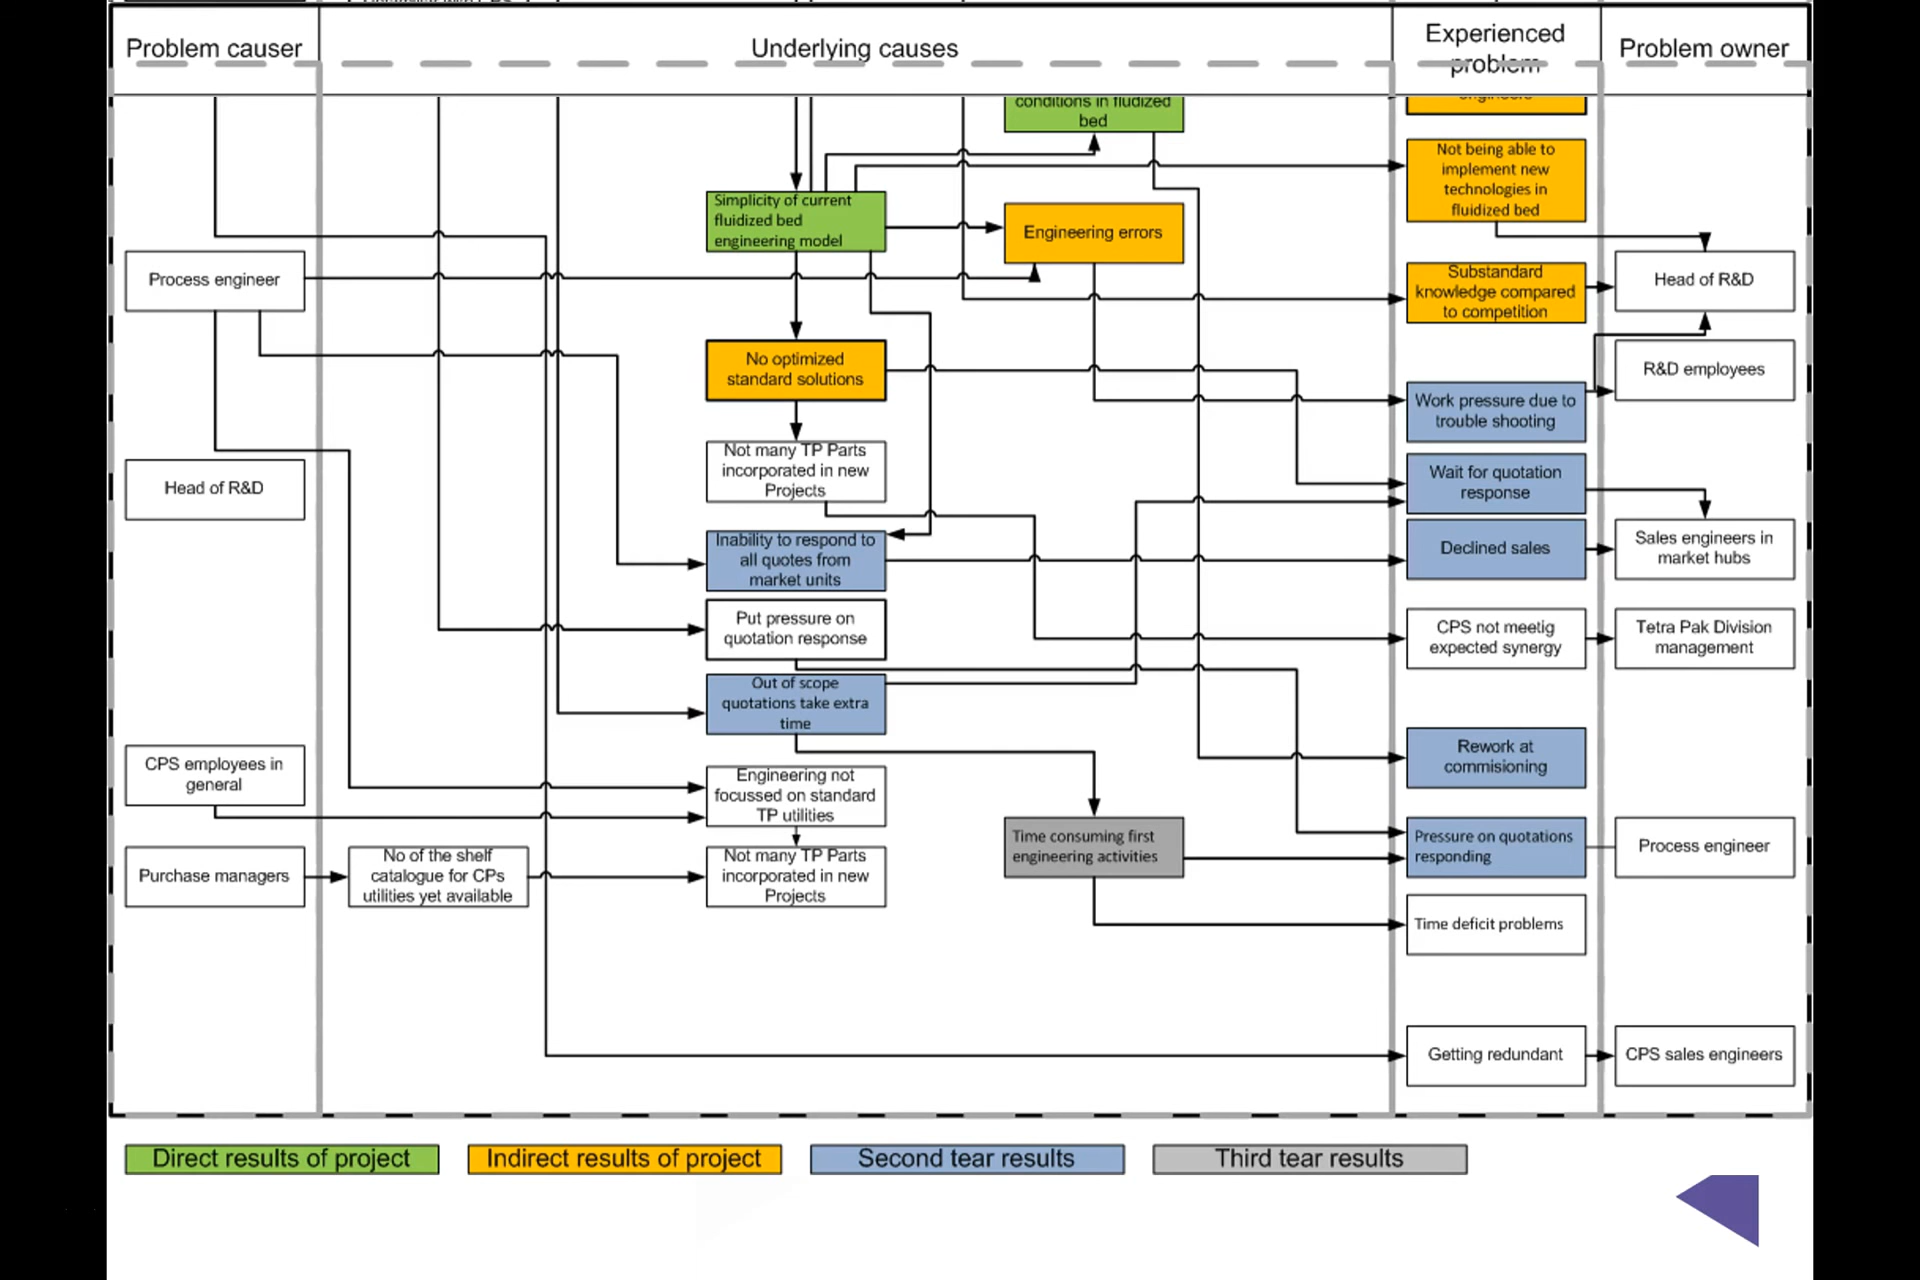 Problem causer
Underlying causes
Experienced
problem
Problem owner
conditions in fludized
bed
engineers
Not being able to
implement new
technologies in
fluidized bed
Simplicity of current
fluidized bed
engineering model
Engineering errors
Process engineer
Substandard
knowledge compared
to competition
Head of R&D
No optimized
standard solutions
R&D employees
Work pressure due to
trouble shooting
Not many TP Parts
incorporated in new
Projects
Head of R&D
Wait for quotation
response
Inability to respond to
all quotes from
market units
Declined sales
Sales engineers in
market hubs
Put pressure on
quotation response
CPS not meetig
expected synergy
Tetra Pak Division
management
Out of scope
quotations take extra
time
CPS employees in
general
Engineering not
focussed on standard
TP utilities
Rework at
commisioning
Time consuming first
engineering activities
Pressure on quotations
responding
Process engineer
Purchase managers
No of the shelf
catalogue for CPs
utilities yet available
Not many TP Parts
incorporated in new
Projects
Time deficit problems
Getting redundant
CPS sales engineers
Direct results of project
Indirect results of project
Second tear results
Third tear results